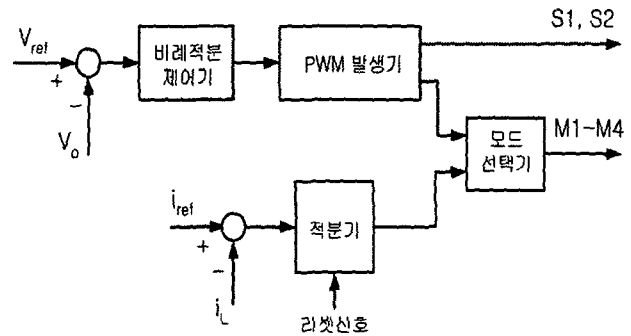 S1, S2
V_ref
+
−
V_o
비례적분
제어기
PWM 발생기
M1~M4
모드
선택기
i_ref
+
−
i_L
적분기
리셋신호